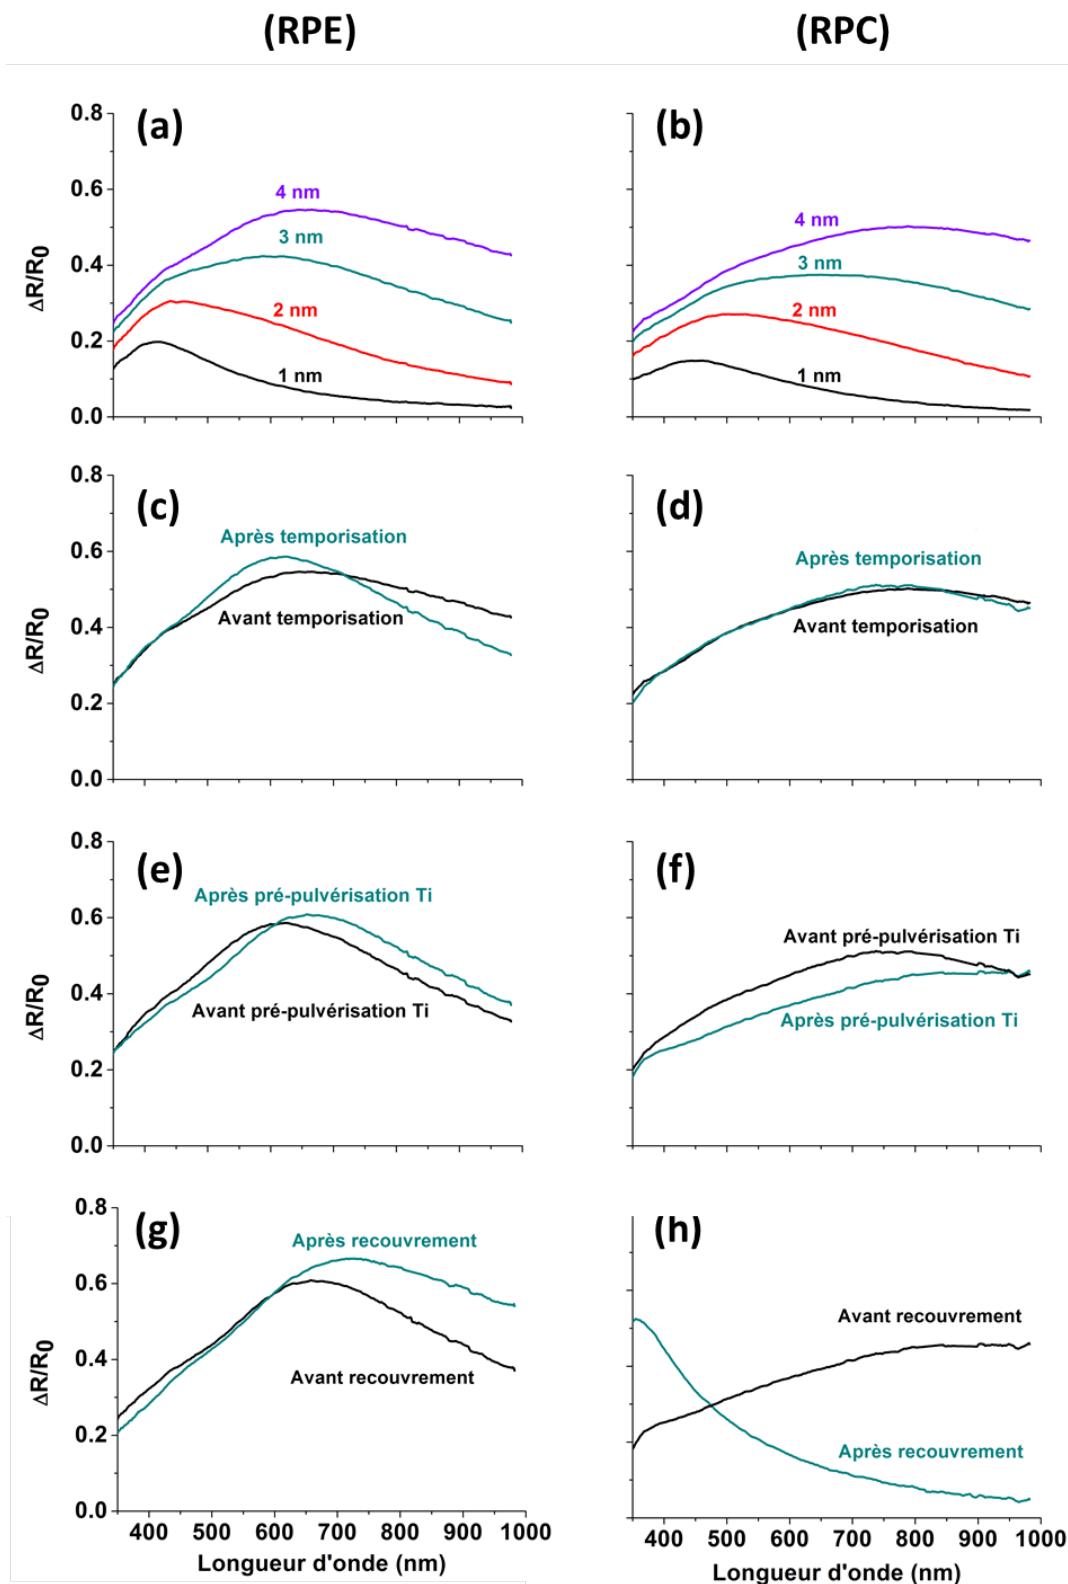 (RPE)
(RPC)
0.8
0.6
0.4
0.2
0.0
ΔR/R0
(a)
4 nm
3 nm
2 nm
1 nm
(b)
4 nm
3 nm
2 nm
1 nm
0.8
0.6
0.4
0.2
0.0
ΔR/R0
(c)
Après temporisation
Avant temporisation
(d)
Après temporisation
Avant temporisation
0.8
0.6
0.4
0.2
0.0
ΔR/R0
(e)
Après pré-pulvérisation Ti
Avant pré-pulvérisation Ti
(f)
Avant pré-pulvérisation Ti
Après pré-pulvérisation Ti
0.8
0.6
0.4
0.2
0.0
ΔR/R0
(g)
Après recouvrement
Avant recouvrement
400 500 600 700 800 900 1000
Longueur d'onde (nm)
(h)
Avant recouvrement
Après recouvrement
400 500 600 700 800 900 1000
Longueur d'onde (nm)